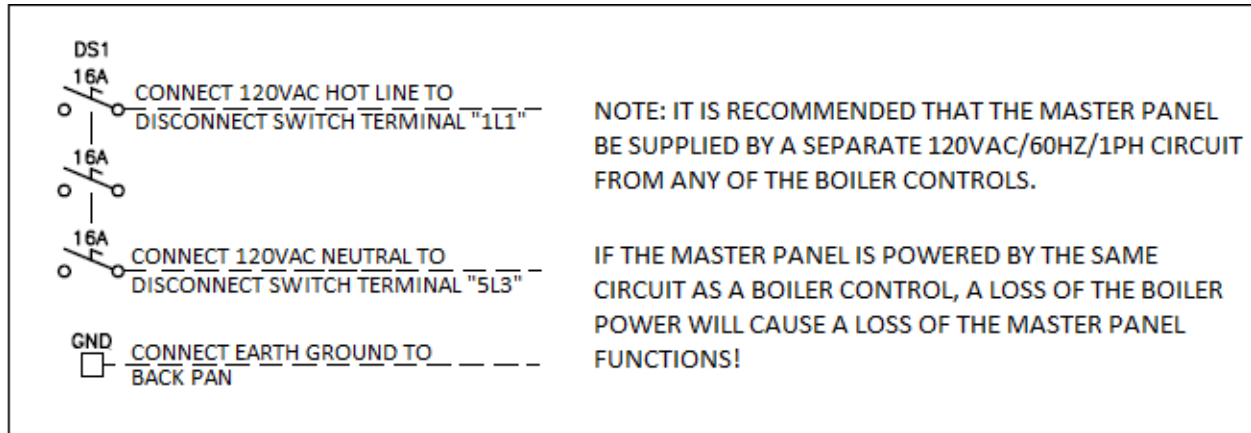 DS1
16A
CONNECT 120VAC HOT LINE TO
DISCONNECT SWITCH TERMINAL "1L1"
16A
16A
CONNECT 120VAC NEUTRAL TO
DISCONNECT SWITCH TERMINAL "5L3"
GND
CONNECT EARTH GROUND TO
BACK PAN
NOTE: IT IS RECOMMENDED THAT THE MASTER PANEL
BE SUPPLIED BY A SEPARATE 120VAC/60HZ/1PH CIRCUIT
FROM ANY OF THE BOILER CONTROLS.
IF THE MASTER PANEL IS POWERED BY THE SAME
CIRCUIT AS A BOILER CONTROL, A LOSS OF THE BOILER
POWER WILL CAUSE A LOSS OF THE MASTER PANEL
FUNCTIONS!